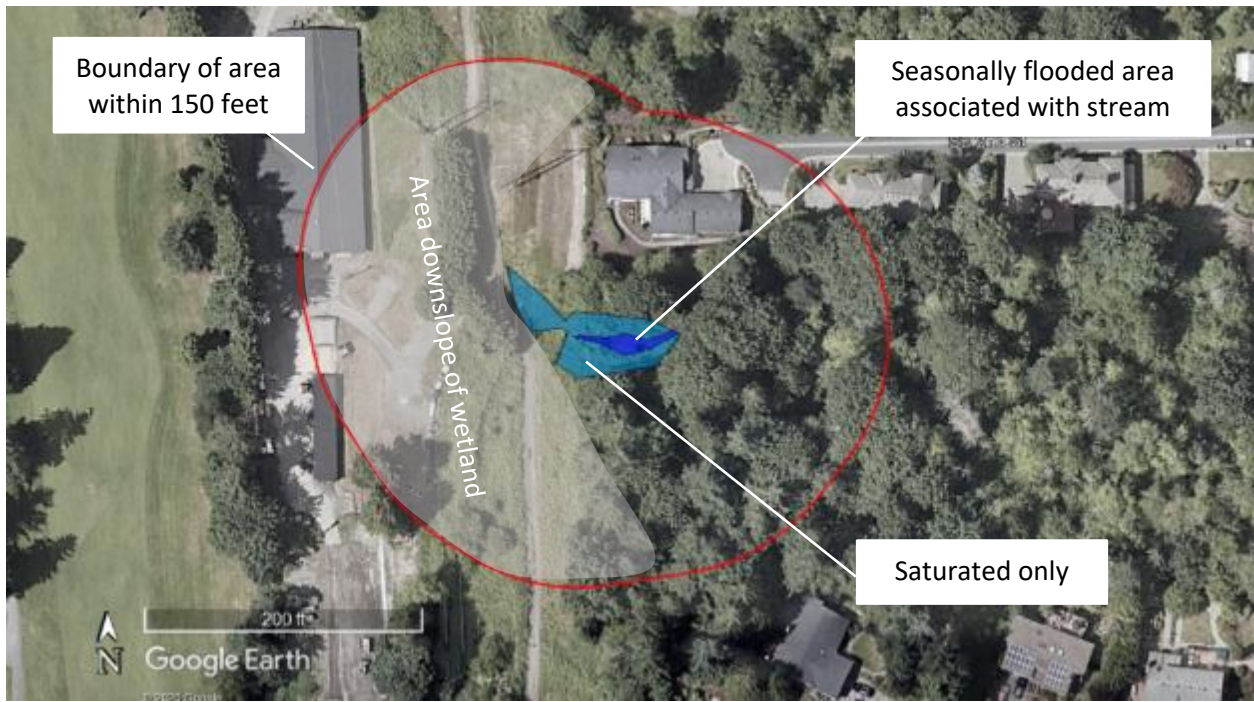 Boundary of area
within 150 feet
Seasonally flooded area
associated with stream
Area downslope of wetland
Saturated only
200 ft
N
Google Earth